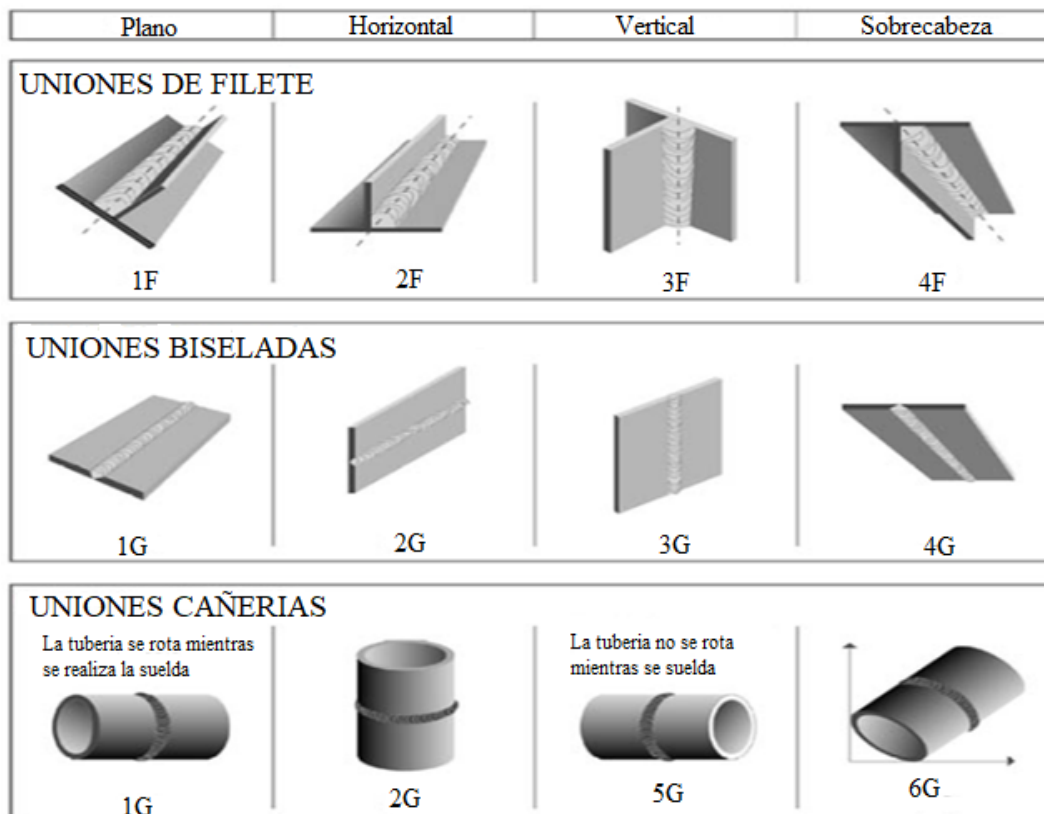 Plano Horizontal Vertical Sobrecabeza
UNIONES DE FILETE
1F 2F 3F 4F
UNIONES BISELADAS
1G 2G 3G 4G
UNIONES CAÑERIAS
La tuberia se rota mientras
se realiza la suelda
La tuberia no se rota
mientras se suelda
1G 2G 5G 6G